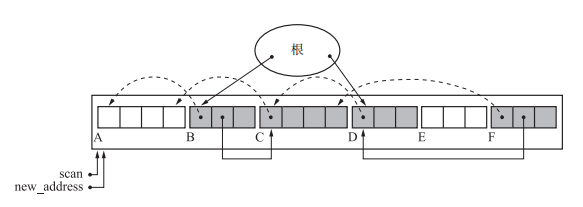 根
A B C D E F
scan
new_address